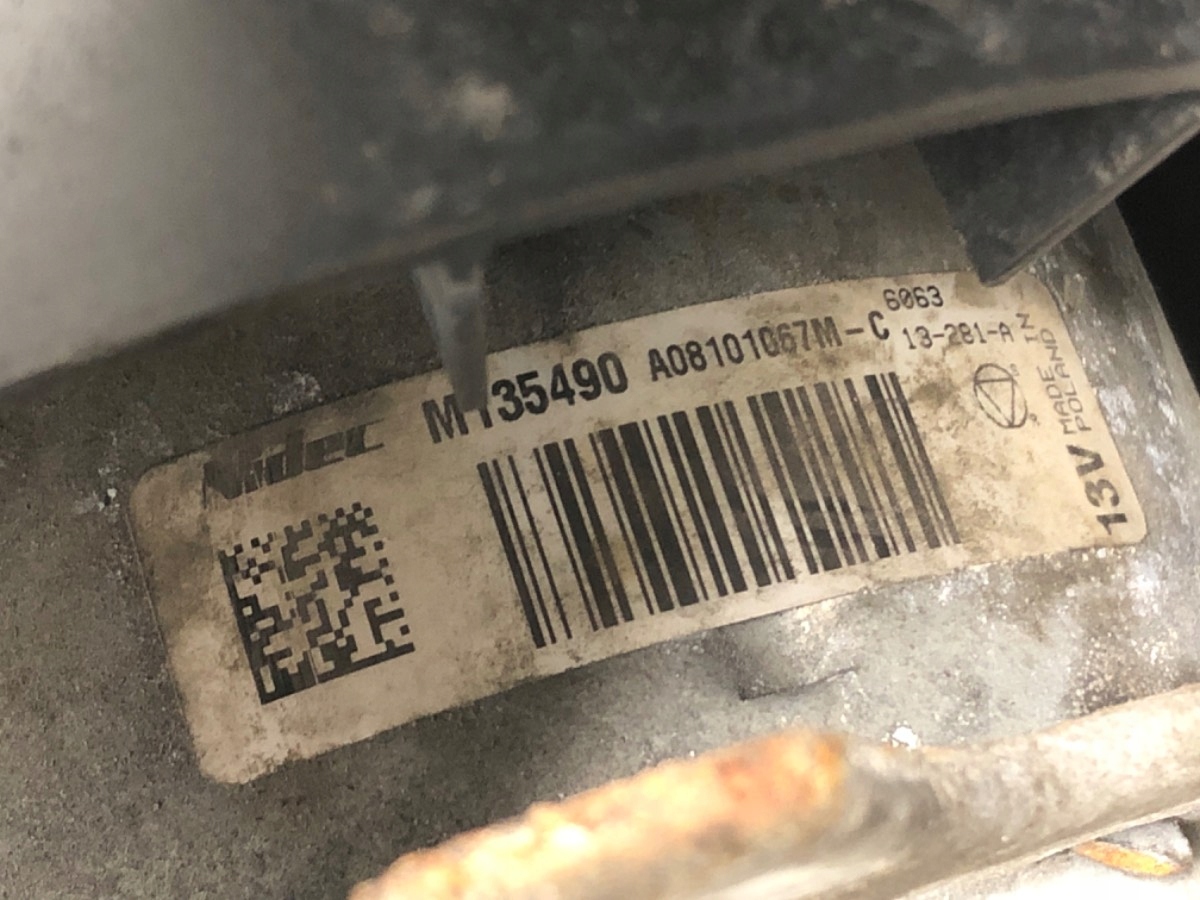 Nidec
M135490 A08101067M-C
6063
13-281-A
MADE IN
POLAND
13V